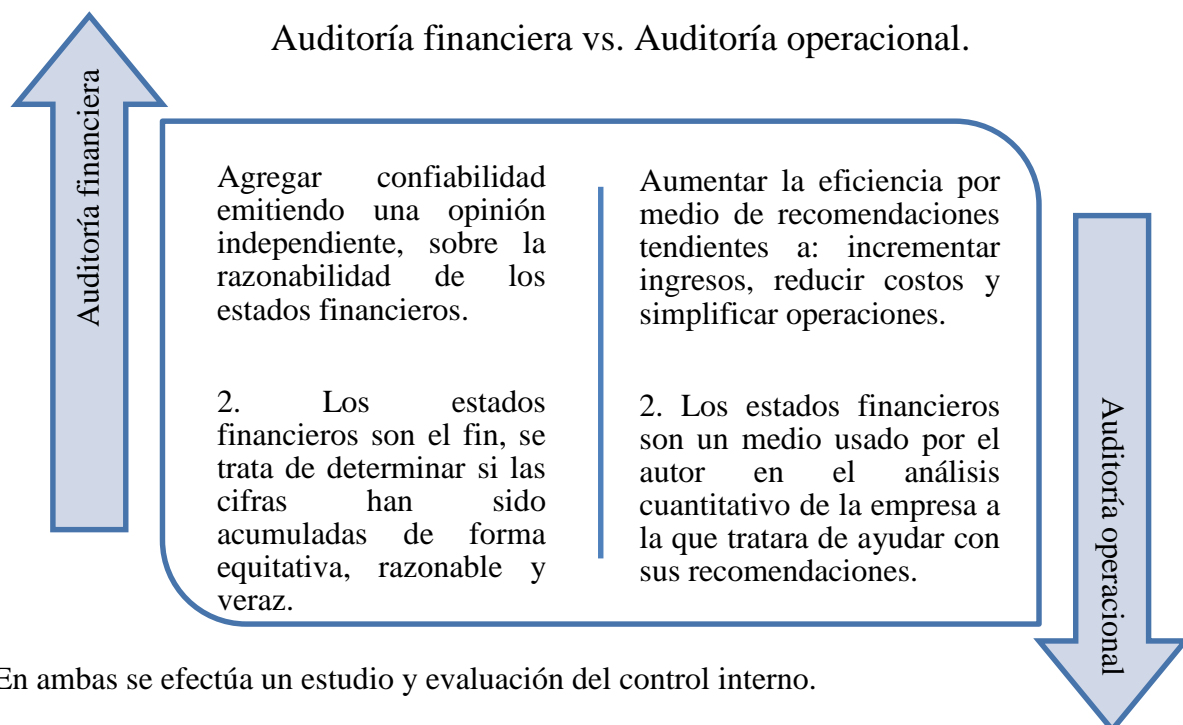 Auditoría financiera vs. Auditoría operacional.
Auditoría financiera
Agregar confiabilidad
emitiendo una opinión
independiente, sobre la
razonabilidad de los
estados financieros.
2. Los estados
financieros son el fin, se
trata de determinar si las
cifras han sido
acumuladas de forma
equitativa, razonable y
veraz.
Aumentar la eficiencia por
medio de recomendaciones
tendientes a: incrementar
ingresos, reducir costos y
simplificar operaciones.
2. Los estados financieros
son un medio usado por el
autor en el análisis
cuantitativo de la empresa a
la que tratara de ayudar con
sus recomendaciones.
Auditoría operacional
En ambas se efectúa un estudio y evaluación del control interno.